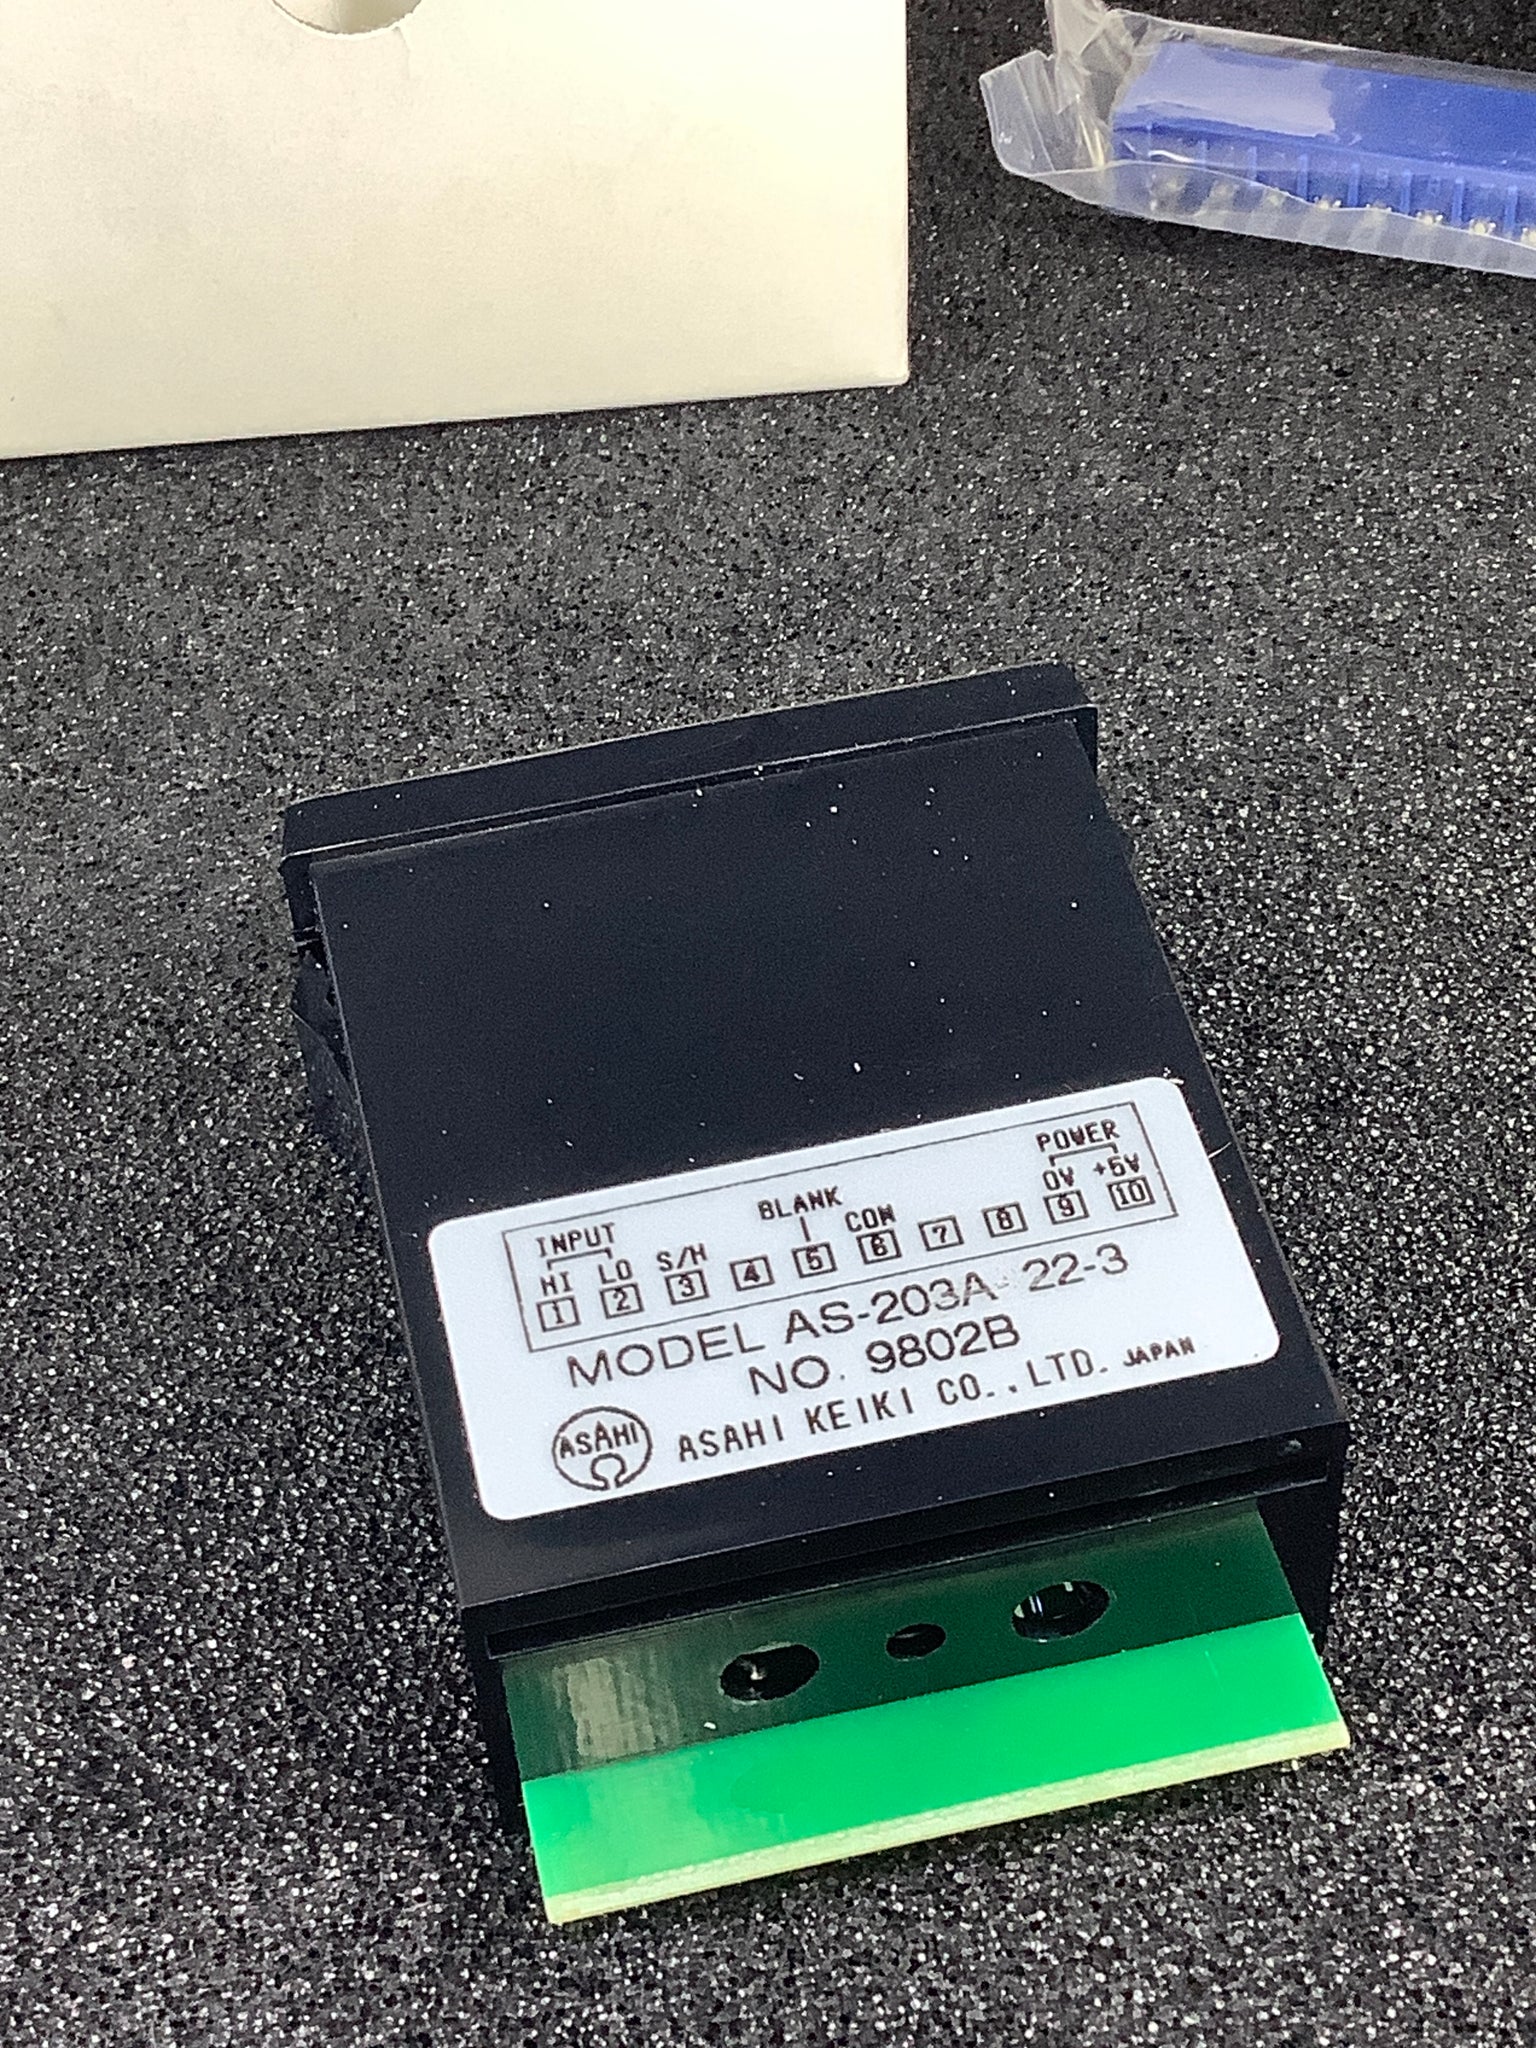 POWER
INPUT BLANK 0V +5V
HI LO S/H COM
1 2 3 4 5 6 7 8 9 10
MODEL AS-203A-22-3
NO. 9802B
ASAHI ASAHI KEIKI CO., LTD. JAPAN